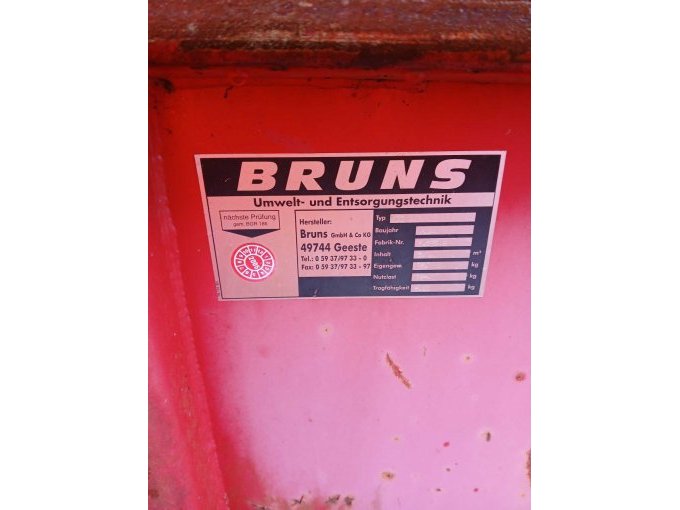 BRUNS
Umwelt- und Entsorgungstechnik
nächste Prüfung
gem. BGR 186
Hersteller:
Bruns GmbH & Co KG
49744 Geeste
Tel.: 0 59 37/97 33 - 0
Fax: 0 59 37/97 33 - 97
Typ
Baujahr
Fabrik-Nr.
Inhalt m³
Eigengew. kg
Nutzlast kg
Tragfähigkeit kg